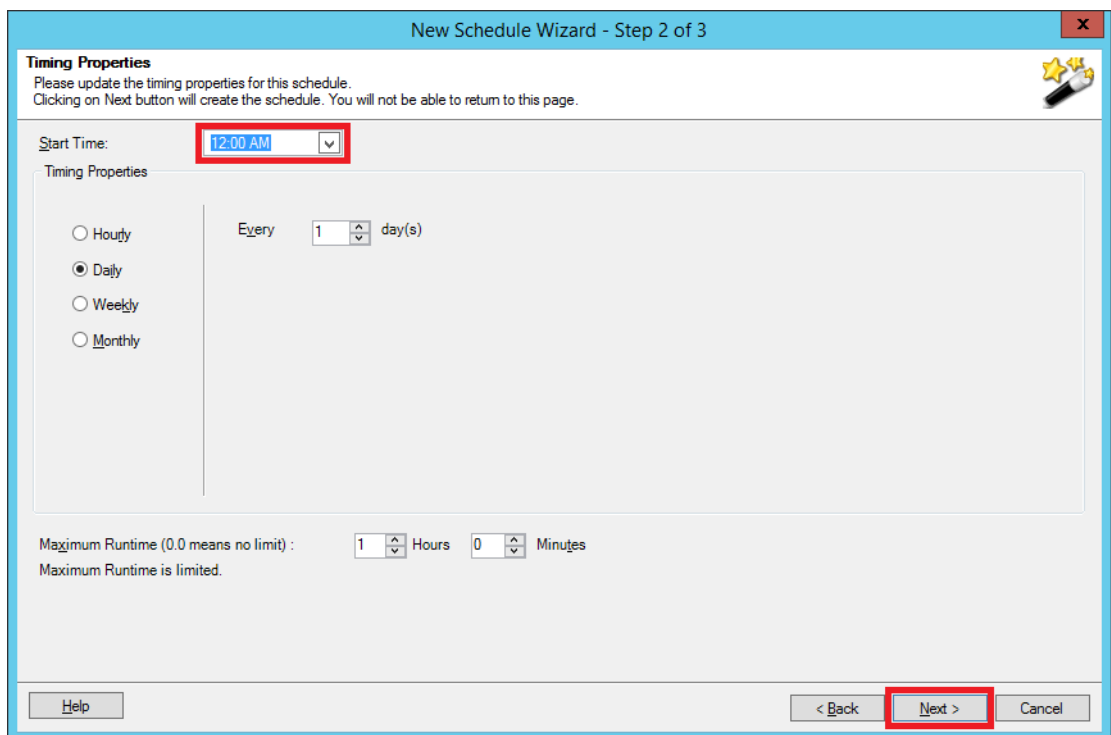 New Schedule Wizard - Step 2 of 3
x
Timing Properties
Please update the timing properties for this schedule.
Clicking on Next button will create the schedule. You will not be able to return to this page.
Start Time:
12:00 AM
Timing Properties
Hourly
Every 1 day(s)
Daily
Weekly
Monthly
Maximum Runtime (0.0 means no limit) : 1 Hours 0 Minutes
Maximum Runtime is limited.
Help
< Back
Next >
Cancel